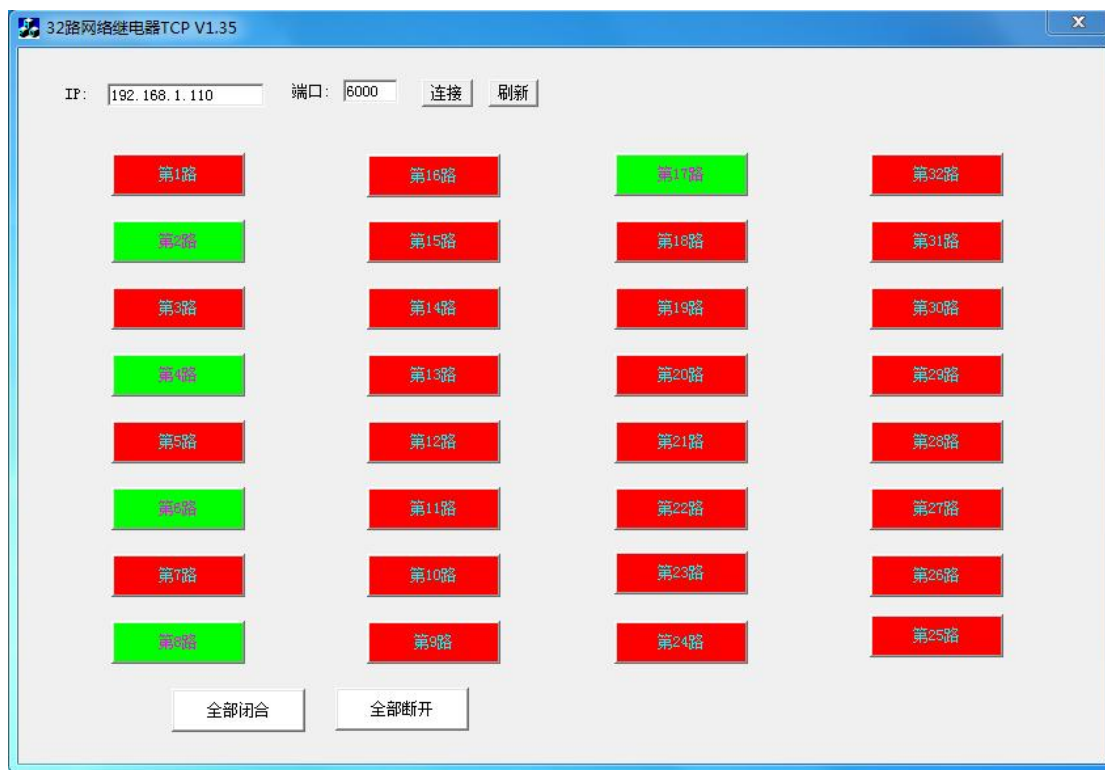 32路网络继电器TCP V1.35
IP: 192.168.1.110 端口: 6000 连接 刷新
第1路 第16路 第17路 第32路
第2路 第15路 第18路 第31路
第3路 第14路 第19路 第30路
第4路 第13路 第20路 第29路
第5路 第12路 第21路 第28路
第6路 第11路 第22路 第27路
第7路 第10路 第23路 第26路
第8路 第9路 第24路 第25路
全部闭合 全部断开